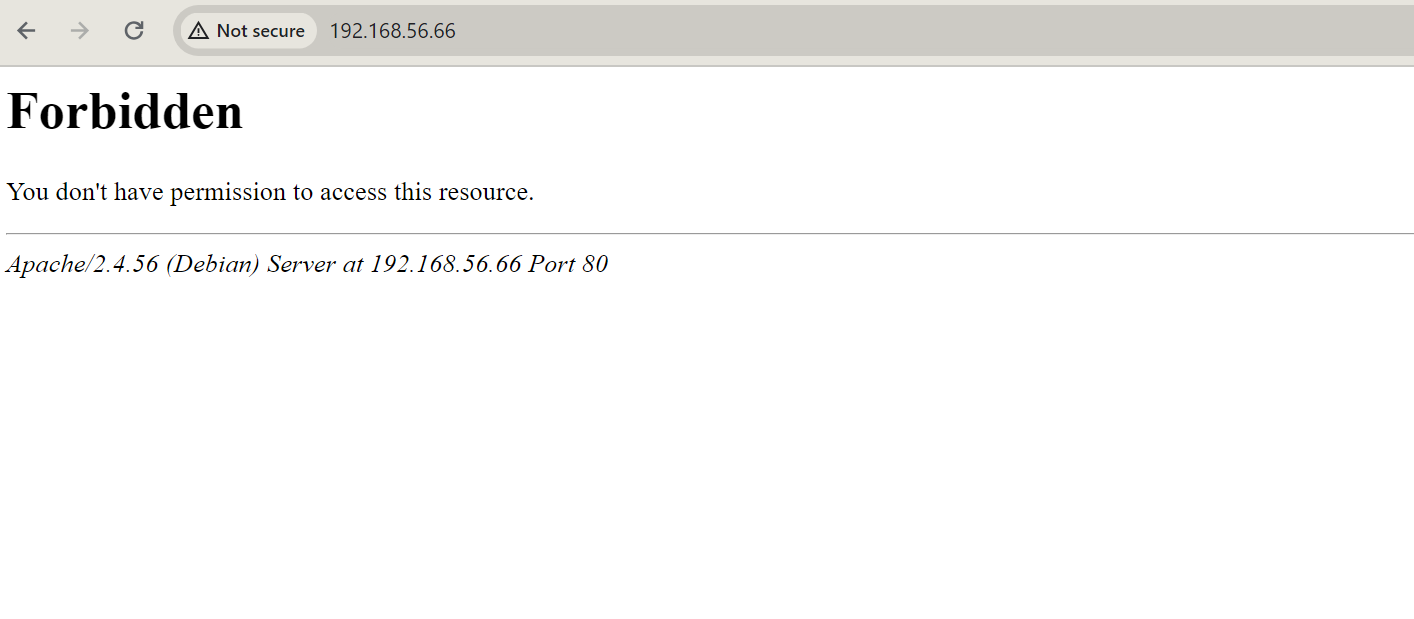 Not secure 192.168.56.66
Forbidden
You don't have permission to access this resource.
Apache/2.4.56 (Debian) Server at 192.168.56.66 Port 80